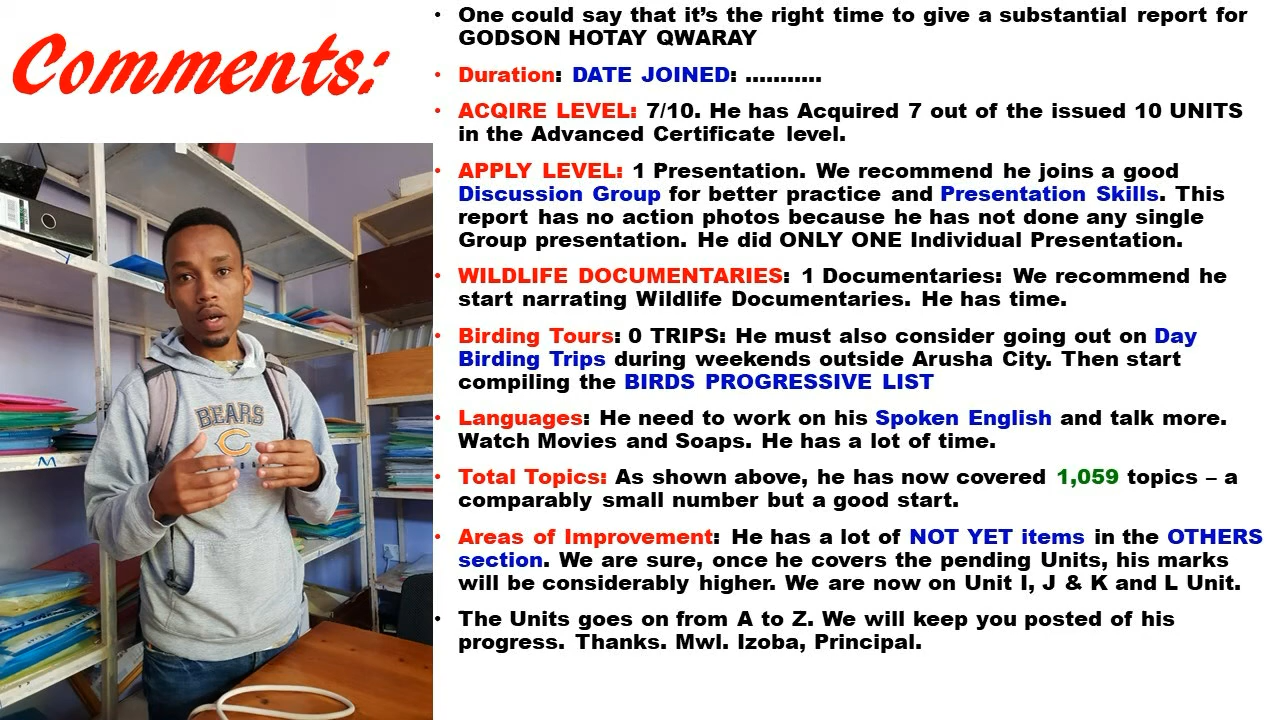 Comments:
• One could say that it’s the right time to give a substantial report for
GODSON HOTAY QWARAY
• Duration: DATE JOINED: ...........
• ACQIRE LEVEL: 7/10. He has Acquired 7 out of the issued 10 UNITS
in the Advanced Certificate level.
• APPLY LEVEL: 1 Presentation. We recommend he joins a good
Discussion Group for better practice and Presentation Skills. This
report has no action photos because he has not done any single
Group presentation. He did ONLY ONE Individual Presentation.
• WILDLIFE DOCUMENTARIES: 1 Documentaries: We recommend he
start narrating Wildlife Documentaries. He has time.
• Birding Tours: 0 TRIPS: He must also consider going out on Day
Birding Trips during weekends outside Arusha City. Then start
compiling the BIRDS PROGRESSIVE LIST
• Languages: He need to work on his Spoken English and talk more.
Watch Movies and Soaps. He has a lot of time.
• Total Topics: As shown above, he has now covered 1,059 topics – a
comparably small number but a good start.
• Areas of Improvement: He has a lot of NOT YET items in the OTHERS
section. We are sure, once he covers the pending Units, his marks
will be considerably higher. We are now on Unit I, J & K and L Unit.
• The Units goes on from A to Z. We will keep you posted of his
progress. Thanks. Mwl. Izoba, Principal.
BEARS
C
M